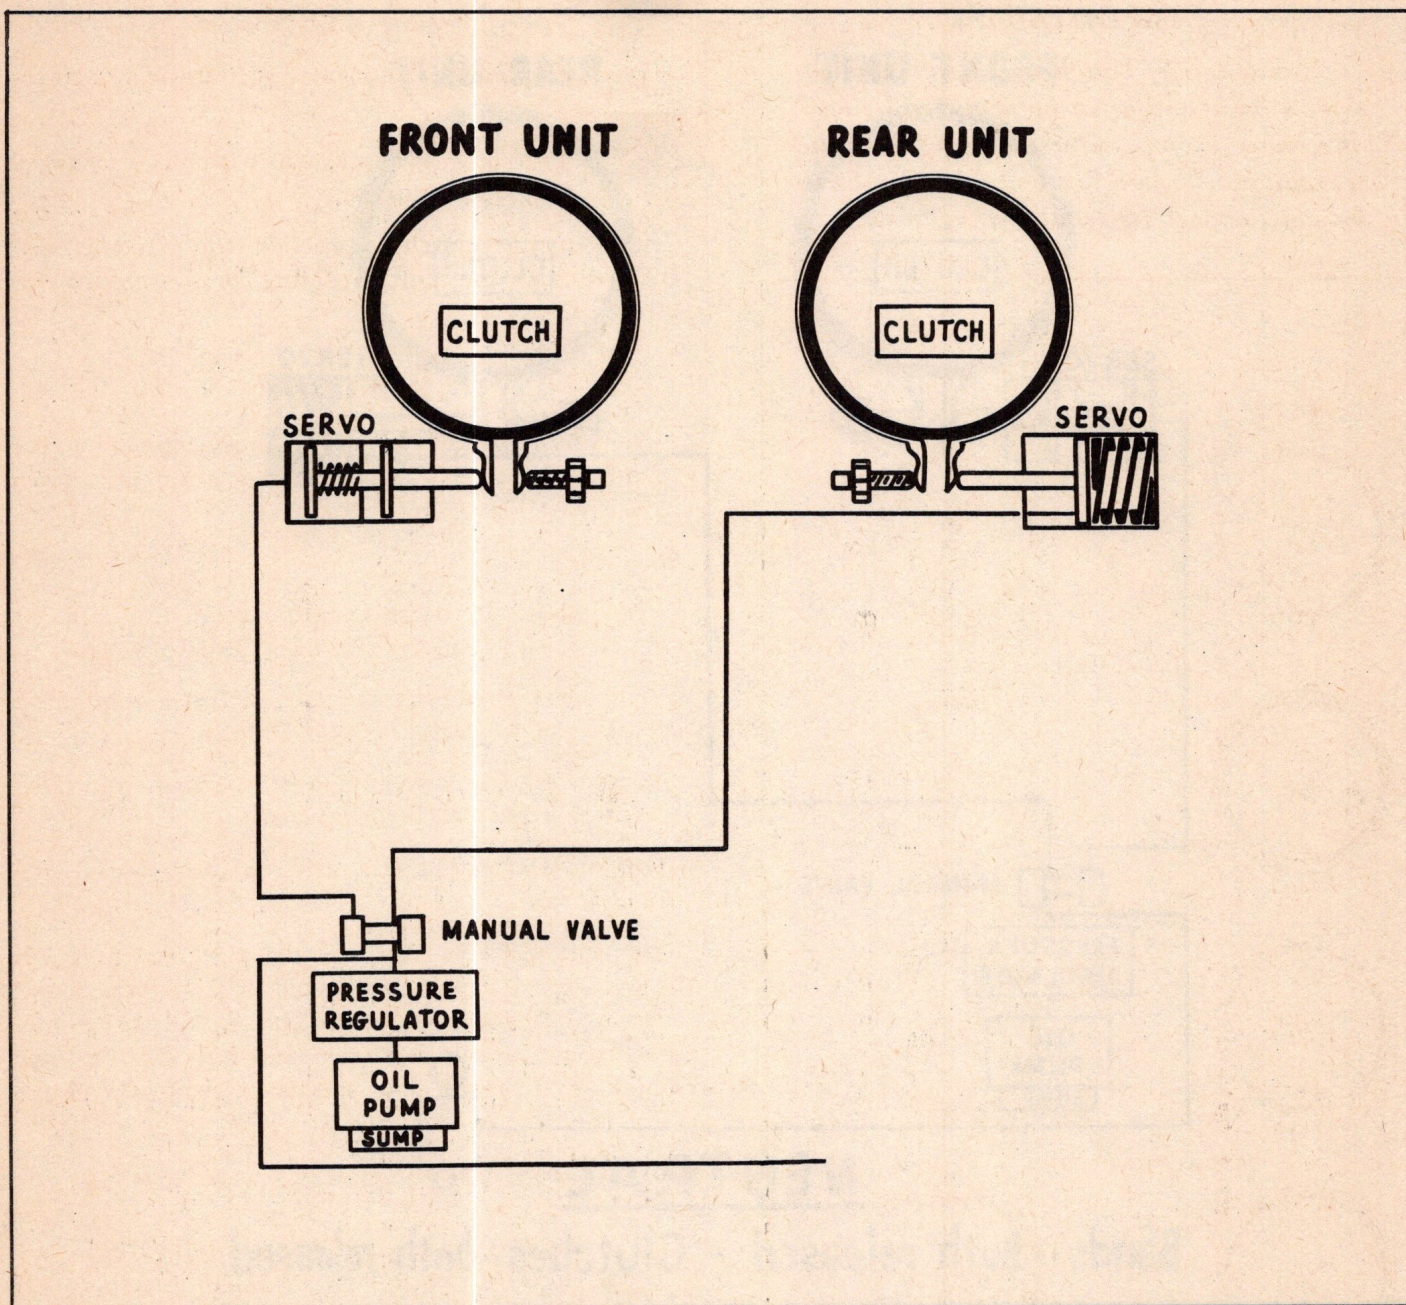 FRONT UNIT
REAR UNIT
CLUTCH
CLUTCH
SERVO
SERVO
MANUAL VALVE
PRESSURE
REGULATOR
OIL
PUMP
SUMP